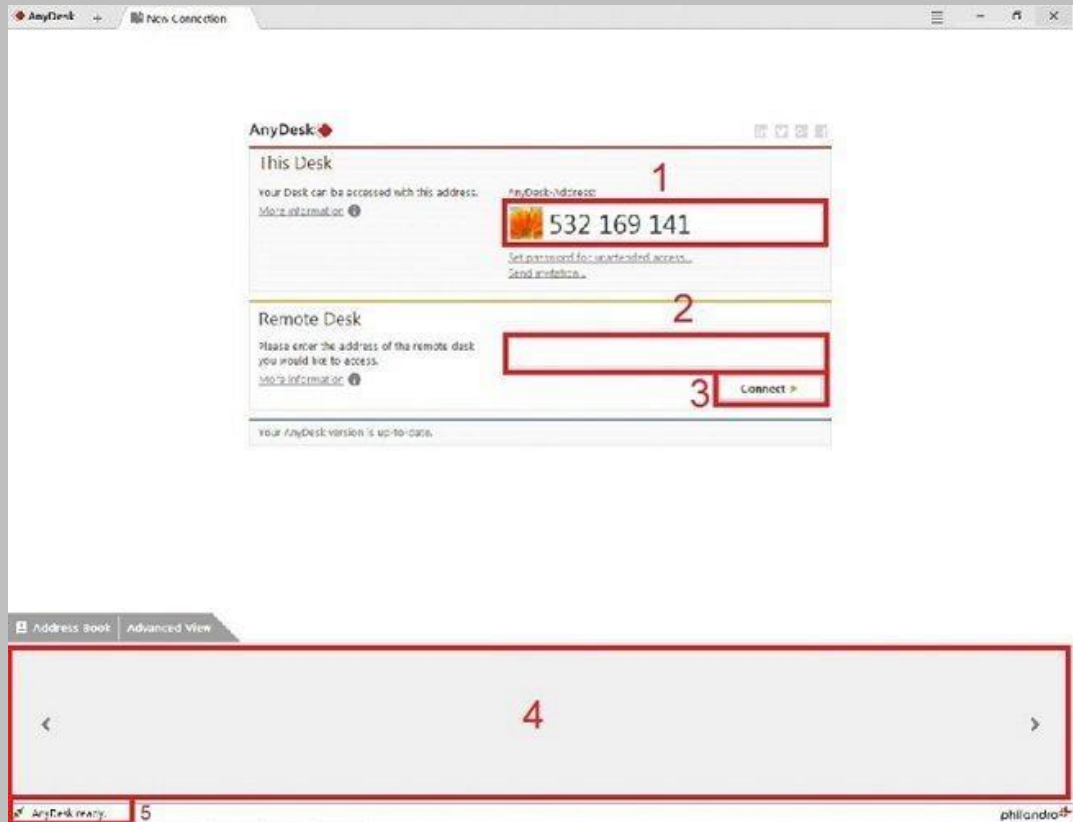 AnyDesk + New Connection
AnyDesk
This Desk
Your Desk can be accessed with this address.
More information
AnyDesk-Address:
1
532 169 141
Set password for unattended access...
Send invitation...
2
Remote Desk
Please enter the address of the remote desk
you would like to access.
More information
3
Connect
Your AnyDesk version is up-to-date.
Address Book Advanced View
4
AnyDesk ready.
5
philandro